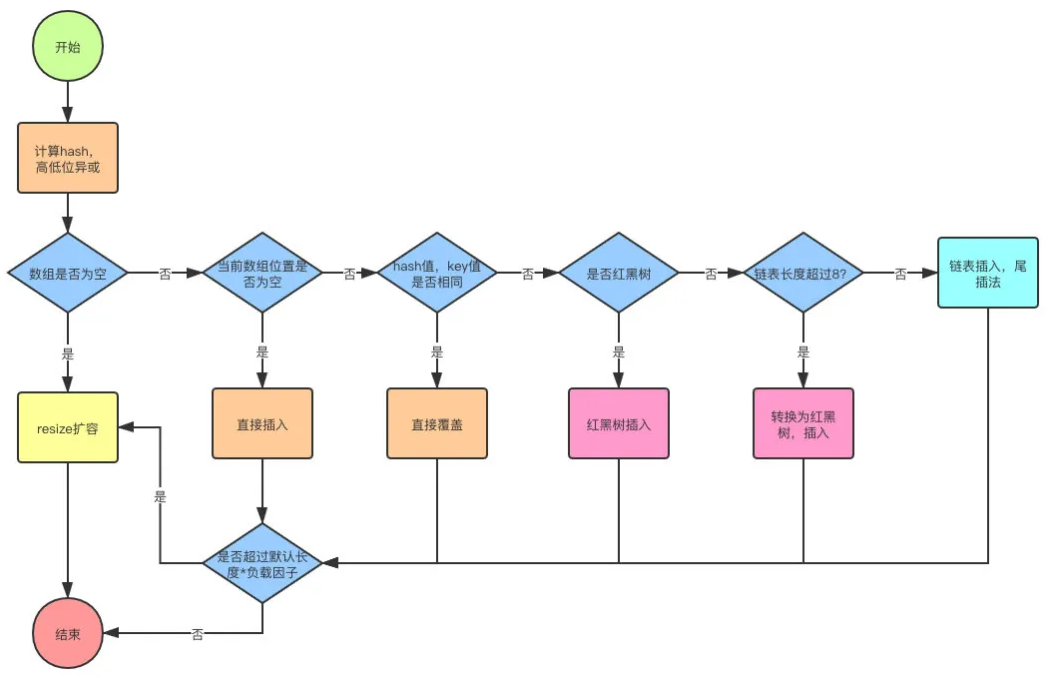 开始
计算hash，
高低位异或
数组是否为空
否
当前数组位置是
否为空
否
hash值，key值
是否相同
否
是否红黑树
否
链表长度超过8?
否
链表插入，尾
插法
是
是
是
是
是
resize扩容
直接插入
直接覆盖
红黑树插入
转换为红黑
树，插入
是
是否超过默认长
度*负载因子
结束
否